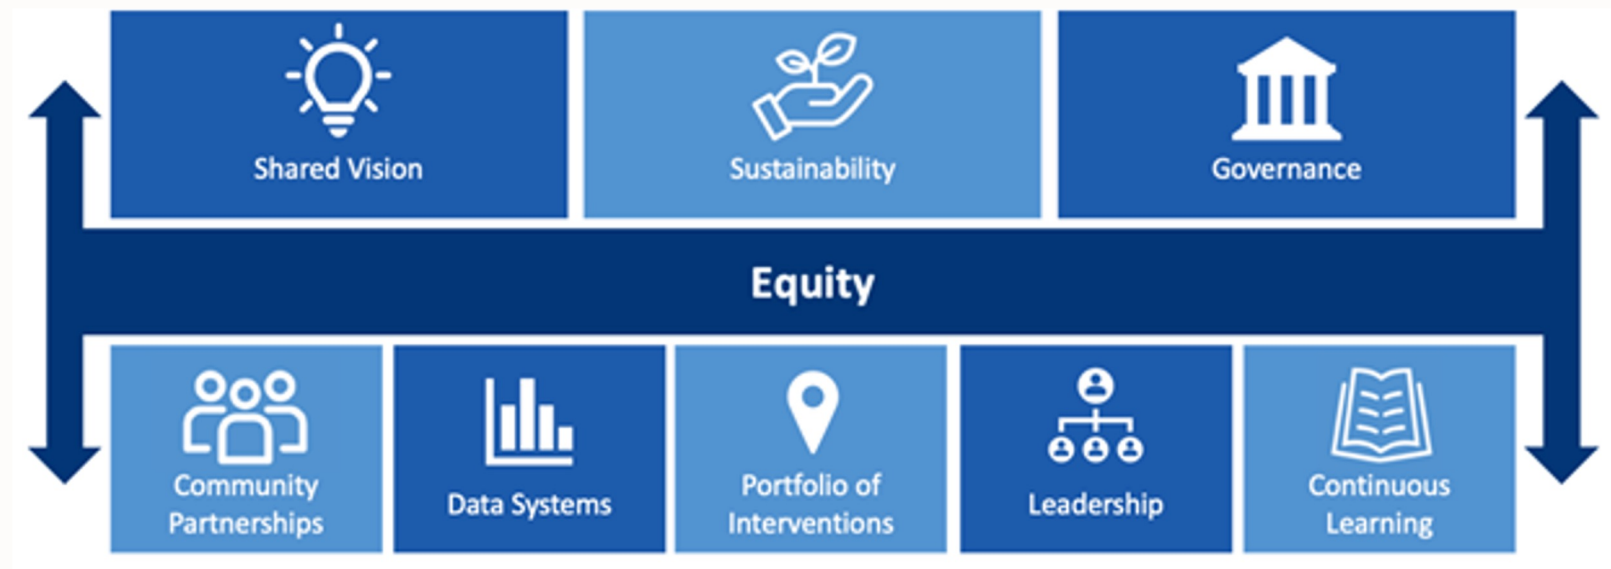 Shared Vision
Sustainability
Governance
Equity
Community
Partnerships
Data Systems
Portfolio of
Interventions
Leadership
Continuous
Learning